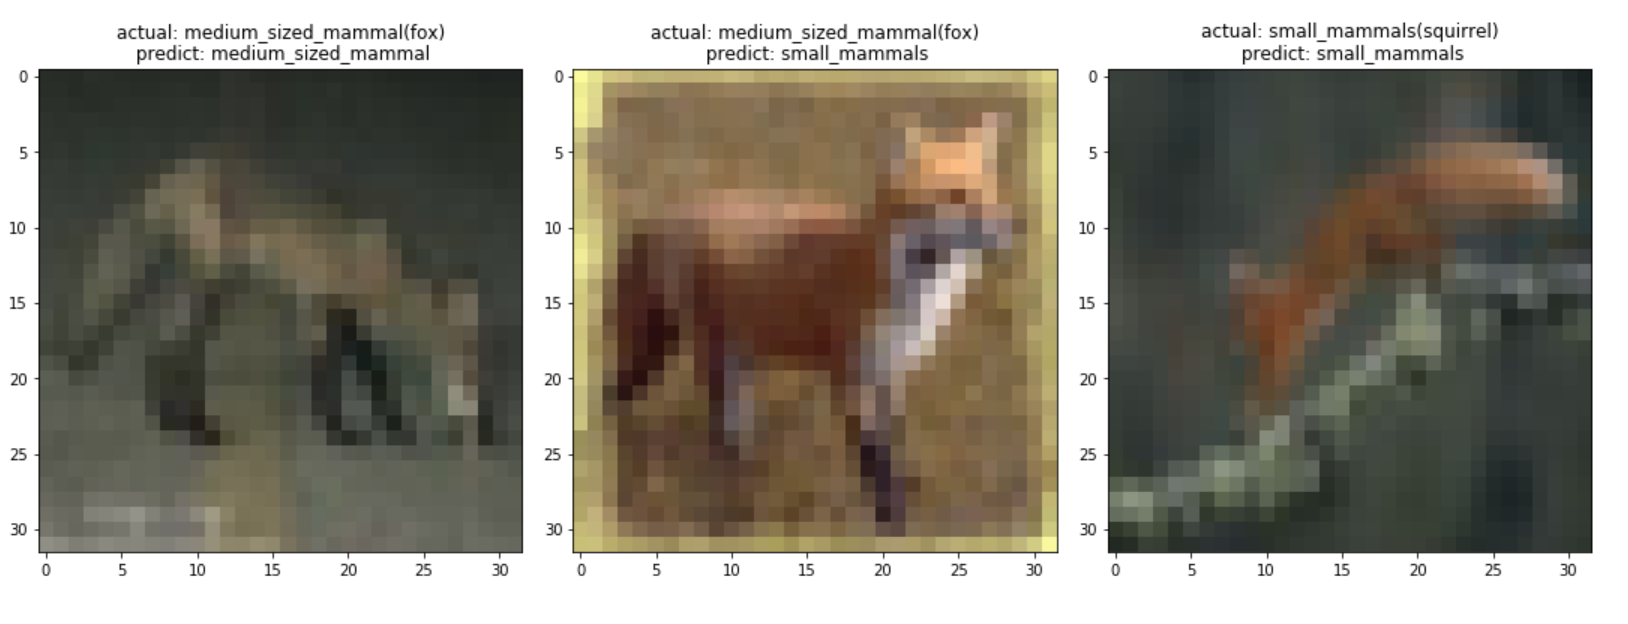 actual: medium_sized_mammal(fox)
predict: medium_sized_mammal
actual: medium_sized_mammal(fox)
predict: small_mammals
actual: small_mammals(squirrel)
predict: small_mammals
0
5
10
15
20
25
30
0 5 10 15 20 25 30
0
5
10
15
20
25
30
0 5 10 15 20 25 30
0
5
10
15
20
25
30
0 5 10 15 20 25 30